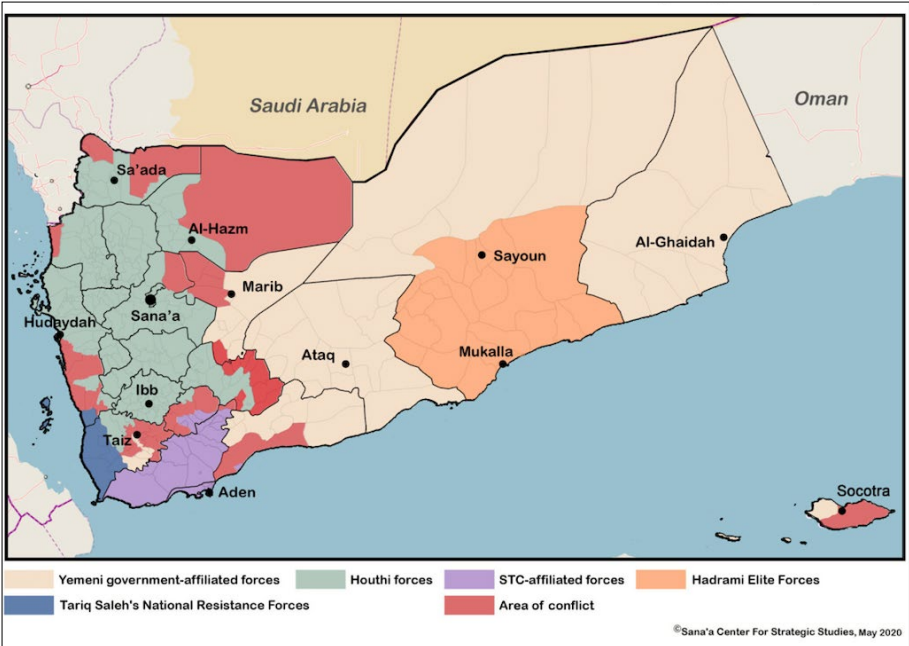 Saudi Arabia
Oman
Sa'ada
Al-Hazm
Al-Ghaidah
Sayoun
Marib
Sana'a
Hudaydah
Ataq
Mukalla
Ibb
Taiz
Aden
Socotra
Yemeni government-affiliated forces
Houthi forces
STC-affiliated forces
Hadrami Elite Forces
Tariq Saleh's National Resistance Forces
Area of conflict
©Sana'a Center For Strategic Studies, May 2020